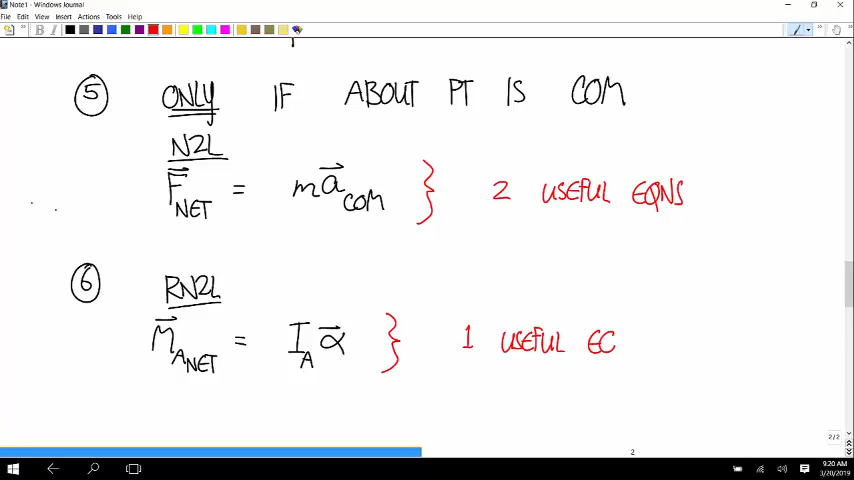 Note1 - Windows Journal
File Edit View Insert Actions Tools Help
B I
⑤ ONLY IF ABOUT PT IS COM
N2L
F⃗NET = ma⃗COM } 2 USEFUL EQNS
⑥ RN2L
M⃗A NET = IAα⃗ } 1 USEFUL EC
2/2
2
9:20 AM
3/20/2019